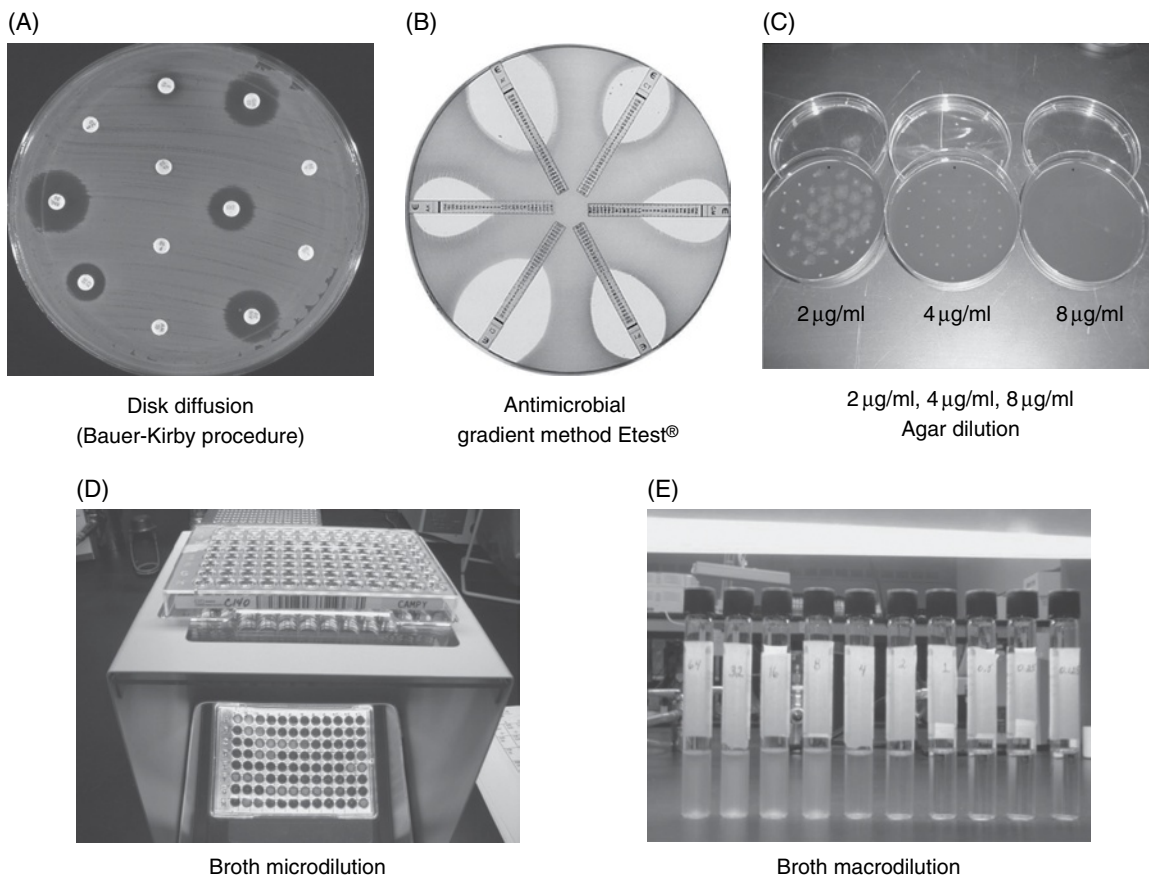 (A)
(B)
(C)
2 µg/ml
4 µg/ml
8 µg/ml
Disk diffusion
(Bauer-Kirby procedure)
Antimicrobial
gradient method Etest®
2 µg/ml, 4 µg/ml, 8 µg/ml
Agar dilution
(D)
(E)
C140
CAMPY
64
32
16
8
4
2
1
0.5
0.25
0.125
Broth microdilution
Broth macrodilution